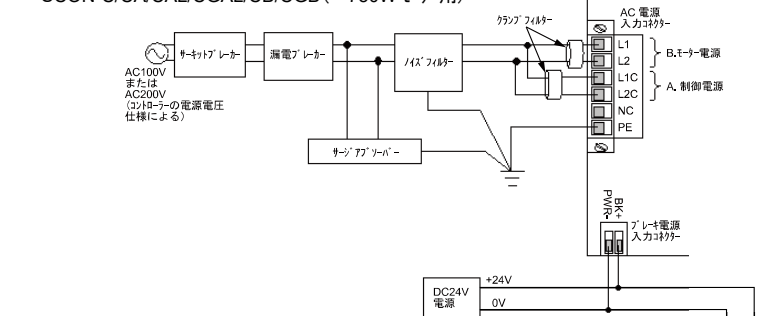 クランプフィルター
AC 電源
入力コネクター
L1
L2
L1C
L2C
NC
PE
B.モーター電源
A. 制御電源
サーキットブレーカー
漏電ブレーカー
ノイズフィルター
AC100V
または
AC200V
(コントローラーの電源電圧
仕様による)
サージアブソーバー
PWR-
BK+
ブレーキ電源
入力コネクター
DC24V
電源
+24V
0V